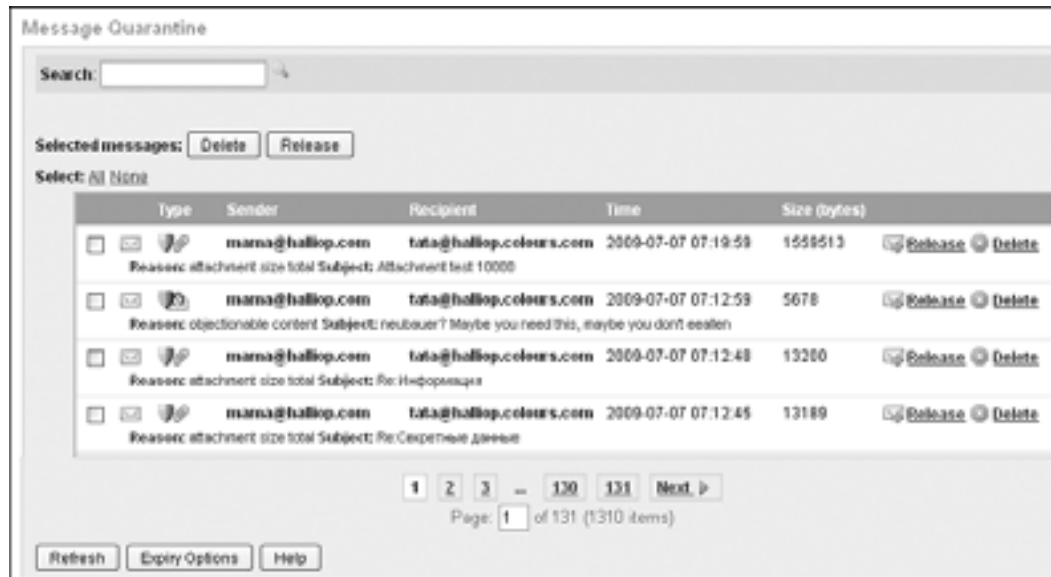 Message Quarantine
Search:
Selected messages: Delete Release
Select: All None
Type Sender Recipient Time Size (bytes)
mama@halliop.com tata@halliop.colours.com 2009-07-07 07:19:59 1559513 Release Delete
Reason: attachment size total Subject: Attachment test 10000
mama@halliop.com tata@halliop.colours.com 2009-07-07 07:12:59 5678 Release Delete
Reason: objectionable content Subject: neubauer? Maybe you need this, maybe you don't
mama@halliop.com tata@halliop.colours.com 2009-07-07 07:12:48 13200 Release Delete
Reason: attachment size total Subject: Re:Информация
mama@halliop.com tata@halliop.colours.com 2009-07-07 07:12:45 13189 Release Delete
Reason: attachment size total Subject: Re:Секретные данные
1 2 3 ... 130 131 Next
Page: 1 of 131 (1310 items)
Refresh Expiry Options Help